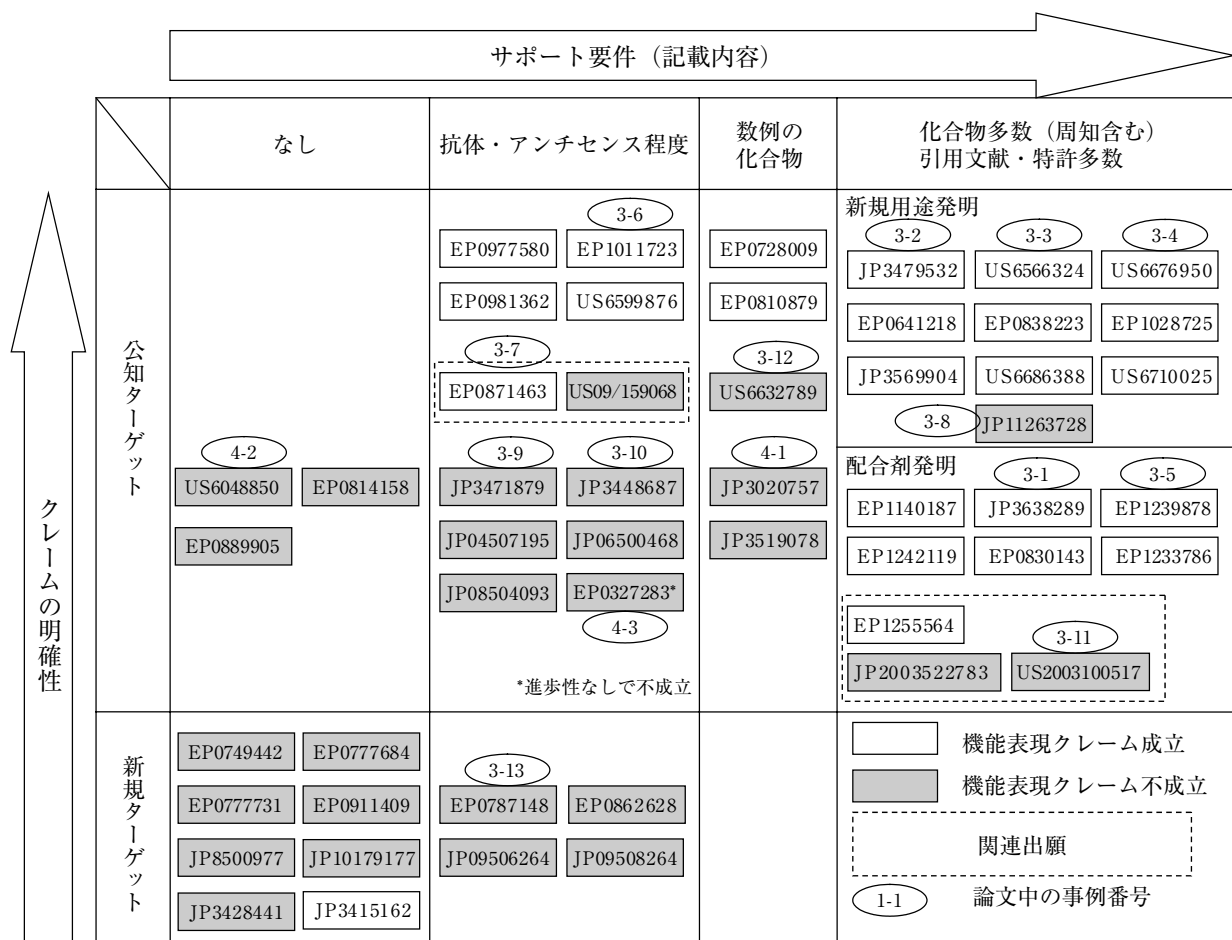 サポート要件（記載内容）
なし
抗体・アンチセンス程度
数例の
化合物
化合物多数（周知含む）
引用文献・特許多数
クレームの明確性
公知ターゲット
4-2
US6048850 EP0814158
EP0889905
3-6
EP0977580 EP1011723
EP0981362 US6599876
3-7
EP0871463 US09/159068
3-9 3-10
JP3471879 JP3448687
JP04507195 JP06500468
JP08504093 EP0327283*
4-3
*進歩性なしで不成立
EP0728009
EP0810879
3-12
US6632789
4-1
JP3020757
JP3519078
新規用途発明
3-2 3-3 3-4
JP3479532 US6566324 US6676950
EP0641218 EP0838223 EP1028725
JP3569904 US6686388 US6710025
3-8 JP11263728
配合剤発明
3-1 3-5
EP1140187 JP3638289 EP1239878
EP1242119 EP0830143 EP1233786
EP1255564
3-11
JP2003522783 US2003100517
新規ターゲット
EP0749442 EP0777684
EP0777731 EP0911409
JP8500977 JP10179177
JP3428441 JP3415162
3-13
EP0787148 EP0862628
JP09506264 JP09508264
機能表現クレーム成立
機能表現クレーム不成立
関連出願
1-1 論文中の事例番号